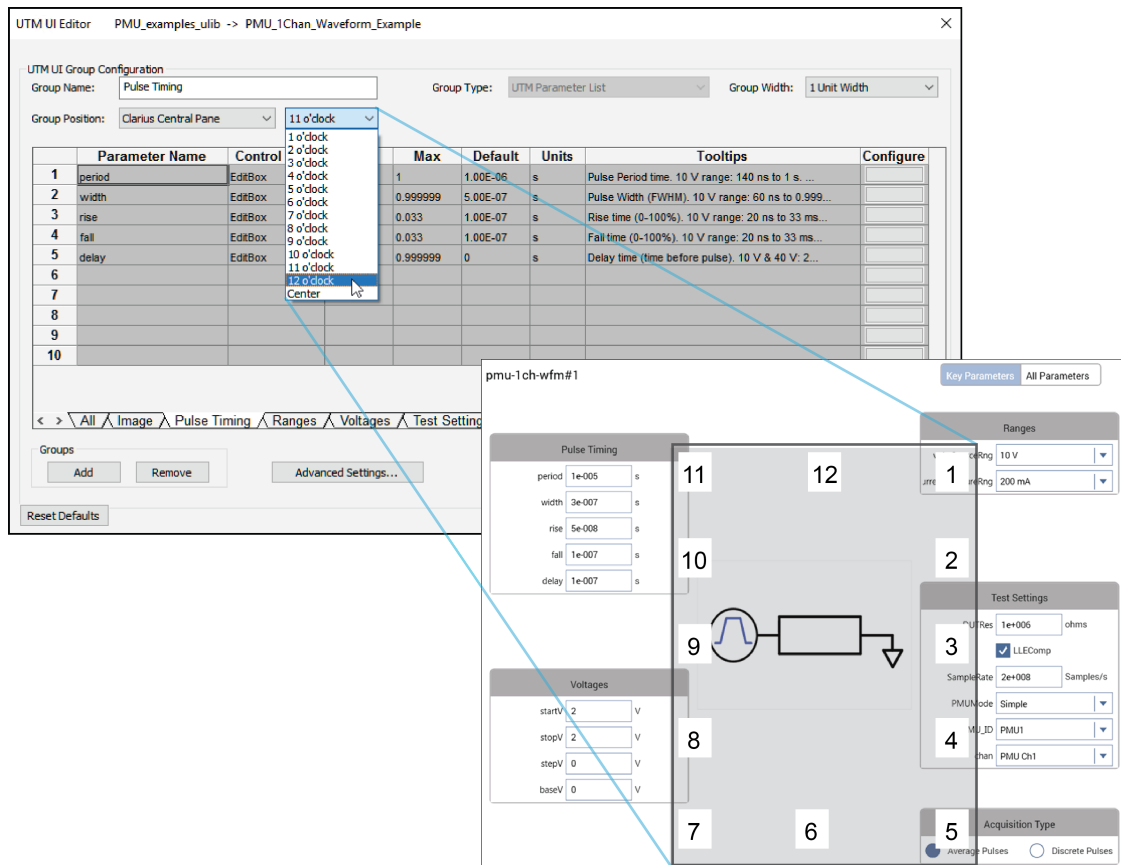 UTM UI Editor PMU_examples_ulib -> PMU_1Chan_Waveform_Example
UTM UI Group Configuration
Group Name: Pulse Timing Group Type: UTM Parameter List Group Width: 1 Unit Width
Group Position: Clarius Central Pane 11 o'clock
1 o'clock
2 o'clock
3 o'clock
4 o'clock
5 o'clock
6 o'clock
7 o'clock
8 o'clock
9 o'clock
10 o'clock
11 o'clock
12 o'clock
Center
Parameter Name Control Max Default Units Tooltips Configure
1 period EditBox 1 1.00E-06 s Pulse Period time. 10 V range: 140 ns to 1 s. ...
2 width EditBox 0.999999 5.00E-07 s Pulse Width (FWHM). 10 V range: 60 ns to 0.999...
3 rise EditBox 0.033 1.00E-07 s Rise time (0-100%). 10 V range: 20 ns to 33 ms...
4 fall EditBox 0.033 1.00E-07 s Fall time (0-100%). 10 V range: 20 ns to 33 ms...
5 delay EditBox 0.999999 0 s Delay time (time before pulse). 10 V & 40 V: 2...
6
7
8
9
10
< > All Image Pulse Timing Ranges Voltages Test Setting
Groups
Add Remove Advanced Settings...
Reset Defaults
pmu-1ch-wfm#1 Key Parameters All Parameters
Pulse Timing
period 1e-005 s
width 3e-007 s
rise 5e-008 s
fall 1e-007 s
delay 1e-007 s
Voltages
startV 2 V
stopV 2 V
stepV 0 V
baseV 0 V
11 12 1
10 2
9 3
8 4
7 6 5
Ranges
10 V
200 mA
Test Settings
DUTRes 1e+006 ohms
LLEComp
SampleRate 2e+008 Samples/s
PMUMode Simple
PMU1
chan PMU Ch1
Acquisition Type
Average Pulses Discrete Pulses